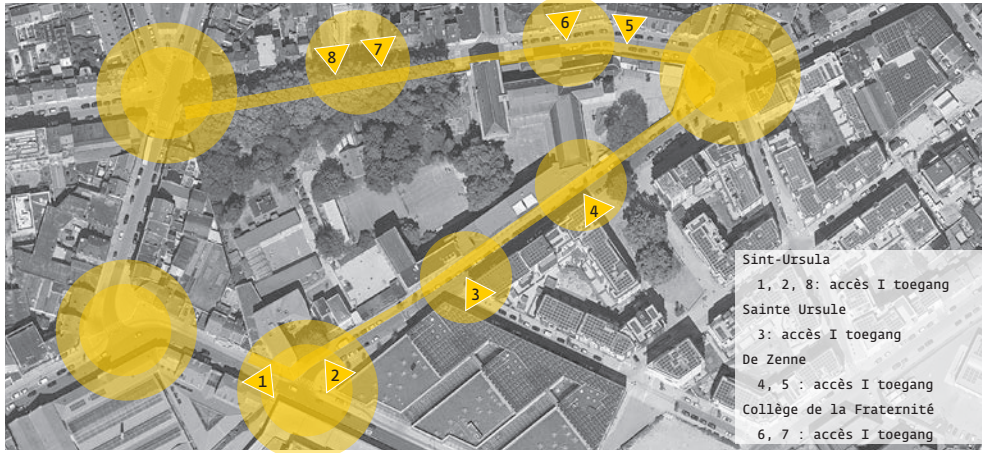 6
5
7
8
4
3
1
2
Sint-Ursula
1, 2, 8: accès I toegang
Sainte Ursule
3: accès I toegang
De Zenne
4, 5 : accès I toegang
Collège de la Fraternité
6, 7 : accès I toegang